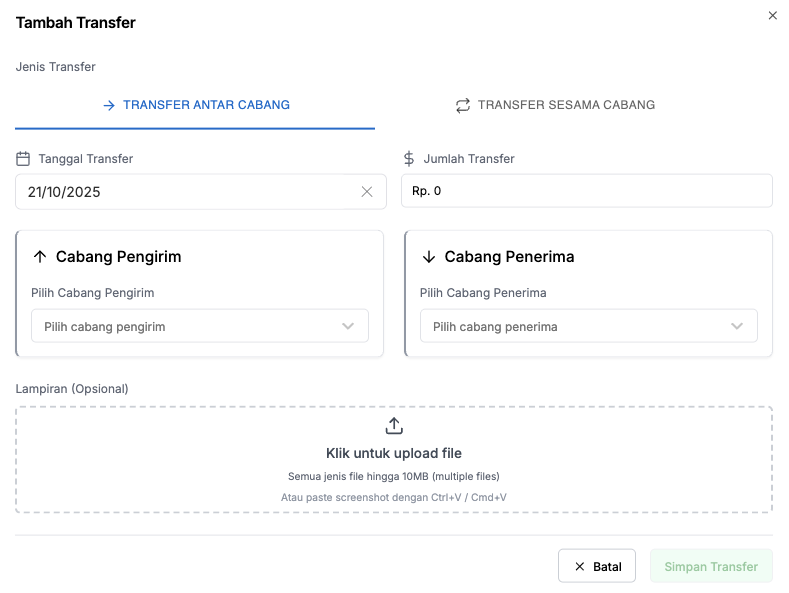 Tambah Transfer
Jenis Transfer
TRANSFER ANTAR CABANG
TRANSFER SESAMA CABANG
Tanggal Transfer
Jumlah Transfer
21/10/2025
Rp. 0
Cabang Pengirim
Cabang Penerima
Pilih Cabang Pengirim
Pilih Cabang Penerima
Pilih cabang pengirim
Pilih cabang penerima
Lampiran (Opsional)
Klik untuk upload file
Semua jenis file hingga 10MB (multiple files)
Atau paste screenshot dengan Ctrl+V / Cmd+V
Batal
Simpan Transfer